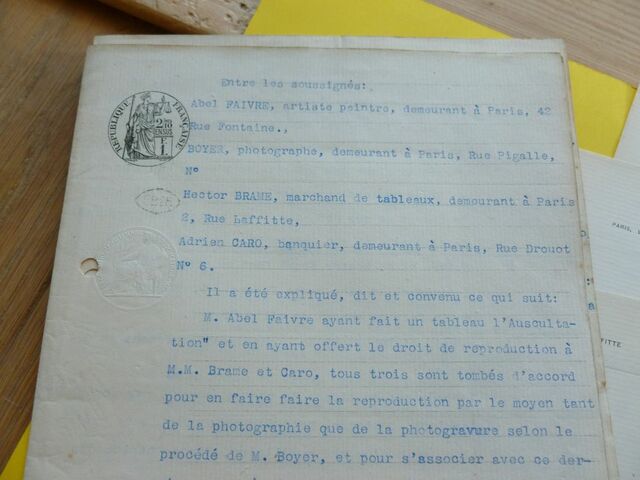 Entre les soussignés:
Abel FAIVRE, artiste peintre, demeurant à Paris, 42
Rue Fontaine.,
BOYER, photographe, demeurant à Paris, Rue Pigalle,
N°
Hector BRAME, marchand de tableaux, demourant à Paris
2, Rue Laffitte,
Adrien CARO, banquier, demeurant à Paris, Rue Drouot
N° 6.
Il a été expliqué, dit et convenu ce qui suit:
M. Abel Faivre ayant fait un tableau l'Ausculta-
tion" et en ayant offert le droit de reproduction à
M.M. Brame et Caro, tous trois sont tombés d'accord
pour en faire faire la reproduction par le moyen tant
de la photographie que de la photogravure selon le
procédé de M. Boyer, et pour s'associer avec ce der-
RÉPUBLIQUE FRANÇAISE
PARIS,
FITTE